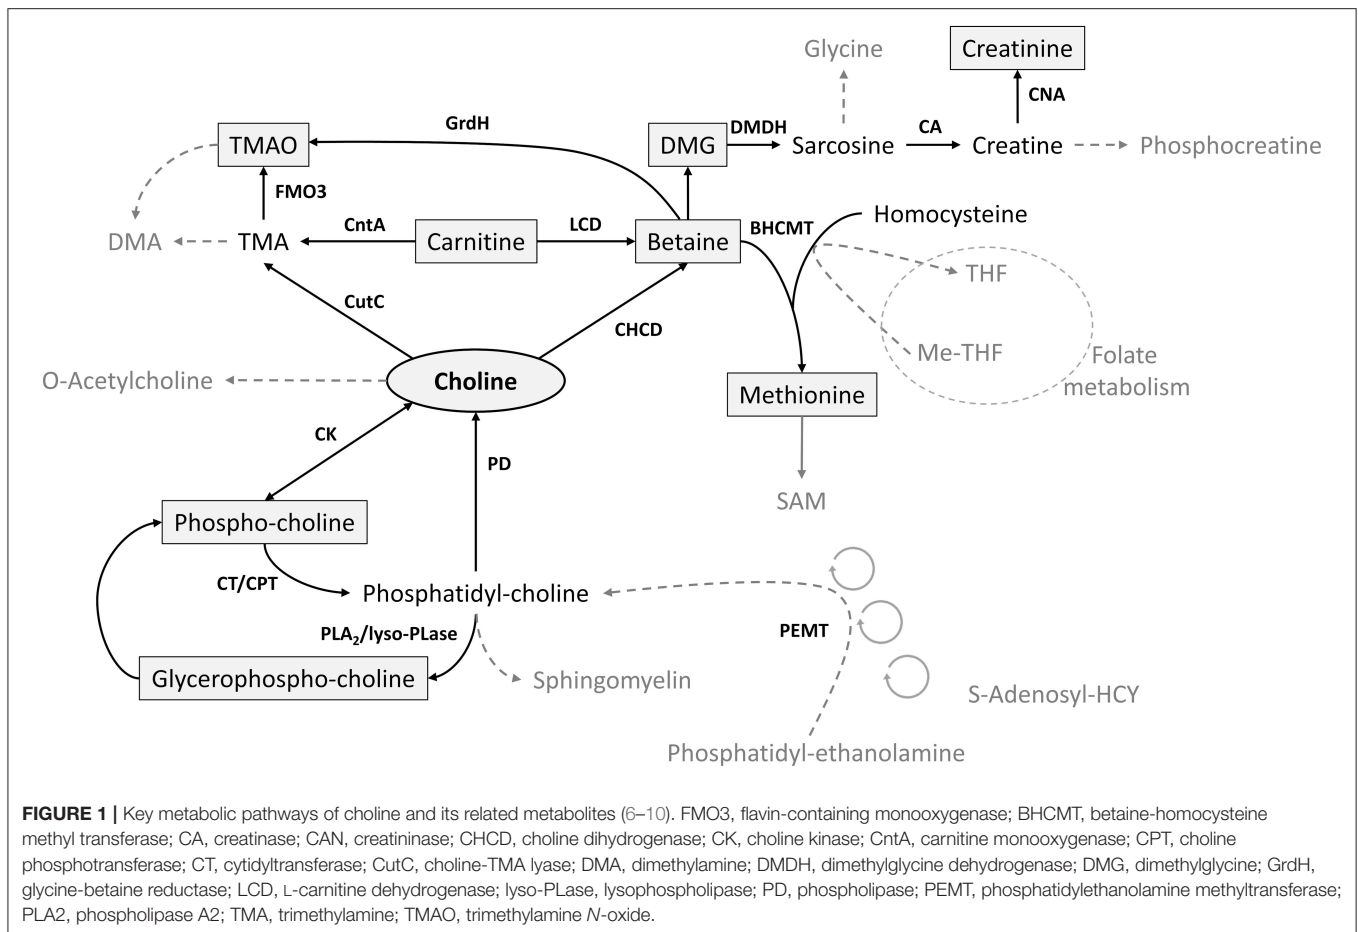 Glycine
Creatinine
CNA
GrdH
TMAO
DMG
DMDH
Sarcosine
CA
Creatine
Phosphocreatine
FMO3
DMA
TMA
CntA
Carnitine
LCD
Betaine
BHCMT
Homocysteine
THF
CutC
CHCD
Me-THF
Folate
metabolism
O-Acetylcholine
Choline
Methionine
CK
PD
SAM
Phospho-choline
CT/CPT
Phosphatidyl-choline
PLA2/lyso-PLase
PEMT
Glycerophospho-choline
Sphingomyelin
S-Adenosyl-HCY
Phosphatidyl-ethanolamine
FIGURE 1 | Key metabolic pathways of choline and its related metabolites (6–10). FMO3, flavin-containing monooxygenase; BHCMT, betaine-homocysteine
methyl transferase; CA, creatinase; CAN, creatininase; CHCD, choline dihydrogenase; CK, choline kinase; CntA, carnitine monooxygenase; CPT, choline
phosphotransferase; CT, cytidyltransferase; CutC, choline-TMA lyase; DMA, dimethylamine; DMDH, dimethylglycine dehydrogenase; DMG, dimethylglycine; GrdH,
glycine-betaine reductase; LCD, L-carnitine dehydrogenase; lyso-PLase, lysophospholipase; PD, phospholipase; PEMT, phosphatidylethanolamine methyltransferase;
PLA2, phospholipase A2; TMA, trimethylamine; TMAO, trimethylamine N-oxide.